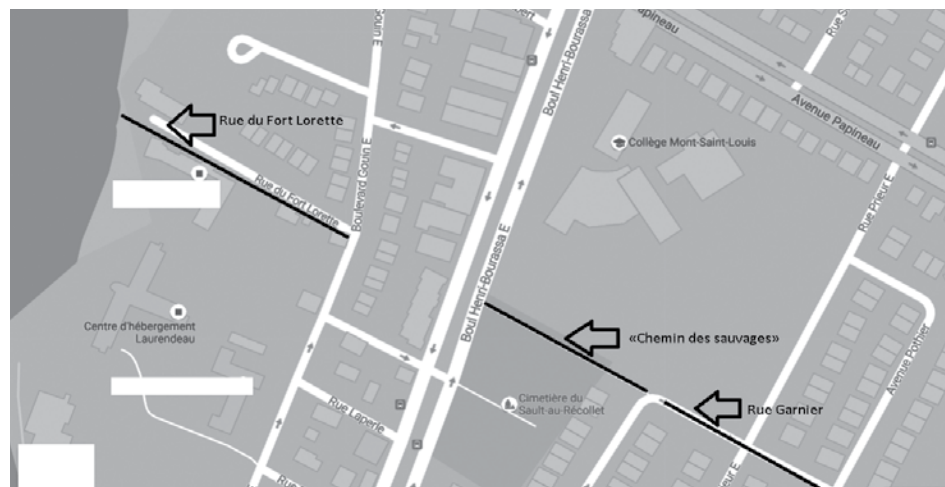 Rue du Fort Lorette
Rue du Fort Lorette
Boulevard Gouin E
Boul Henri-Bourassa E
Boul Henri-Bourassa E
Papineau
Avenue Papineau
Collège Mont-Saint-Louis
Rue Prieur E
Centre d'hébergement
Laurendeau
«Chemin des sauvages»
Avenue Pothier
Cimetière du
Sault-au-Récollet
Rue Garnier
Rue Laperle